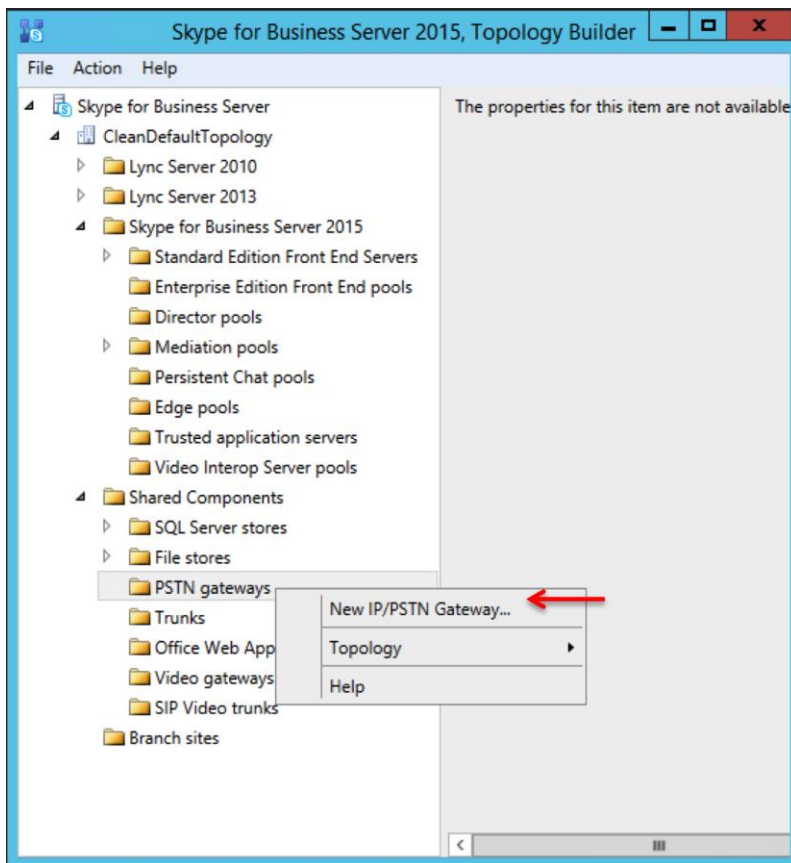 Skype for Business Server 2015, Topology Builder
File Action Help
Skype for Business Server
The properties for this item are not available
CleanDefaultTopology
Lync Server 2010
Lync Server 2013
Skype for Business Server 2015
Standard Edition Front End Servers
Enterprise Edition Front End pools
Director pools
Mediation pools
Persistent Chat pools
Edge pools
Trusted application servers
Video Interop Server pools
Shared Components
SQL Server stores
File stores
PSTN gateways
New IP/PSTN Gateway...
Trunks
Office Web App
Topology
Video gateways
Help
SIP Video trunks
Branch sites